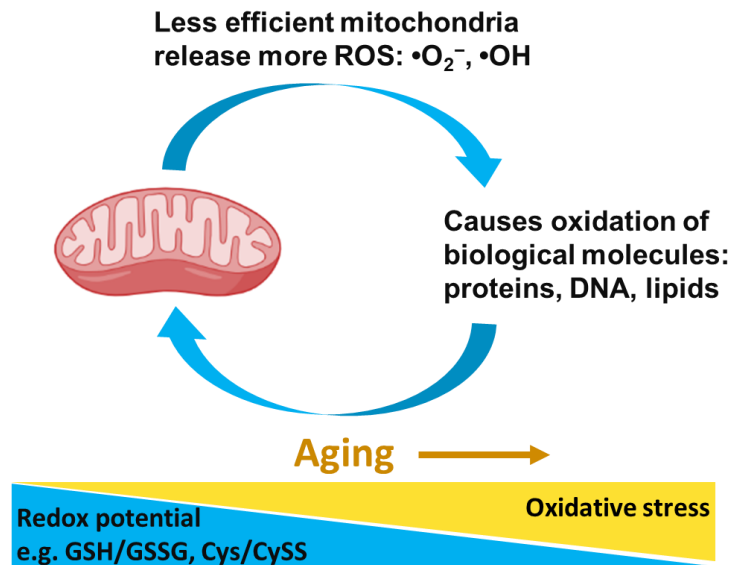 Less efficient mitochondria
release more ROS: •O₂⁻, •OH
Causes oxidation of
biological molecules:
proteins, DNA, lipids
Aging
Oxidative stress
Redox potential
e.g. GSH/GSSG, Cys/CySS